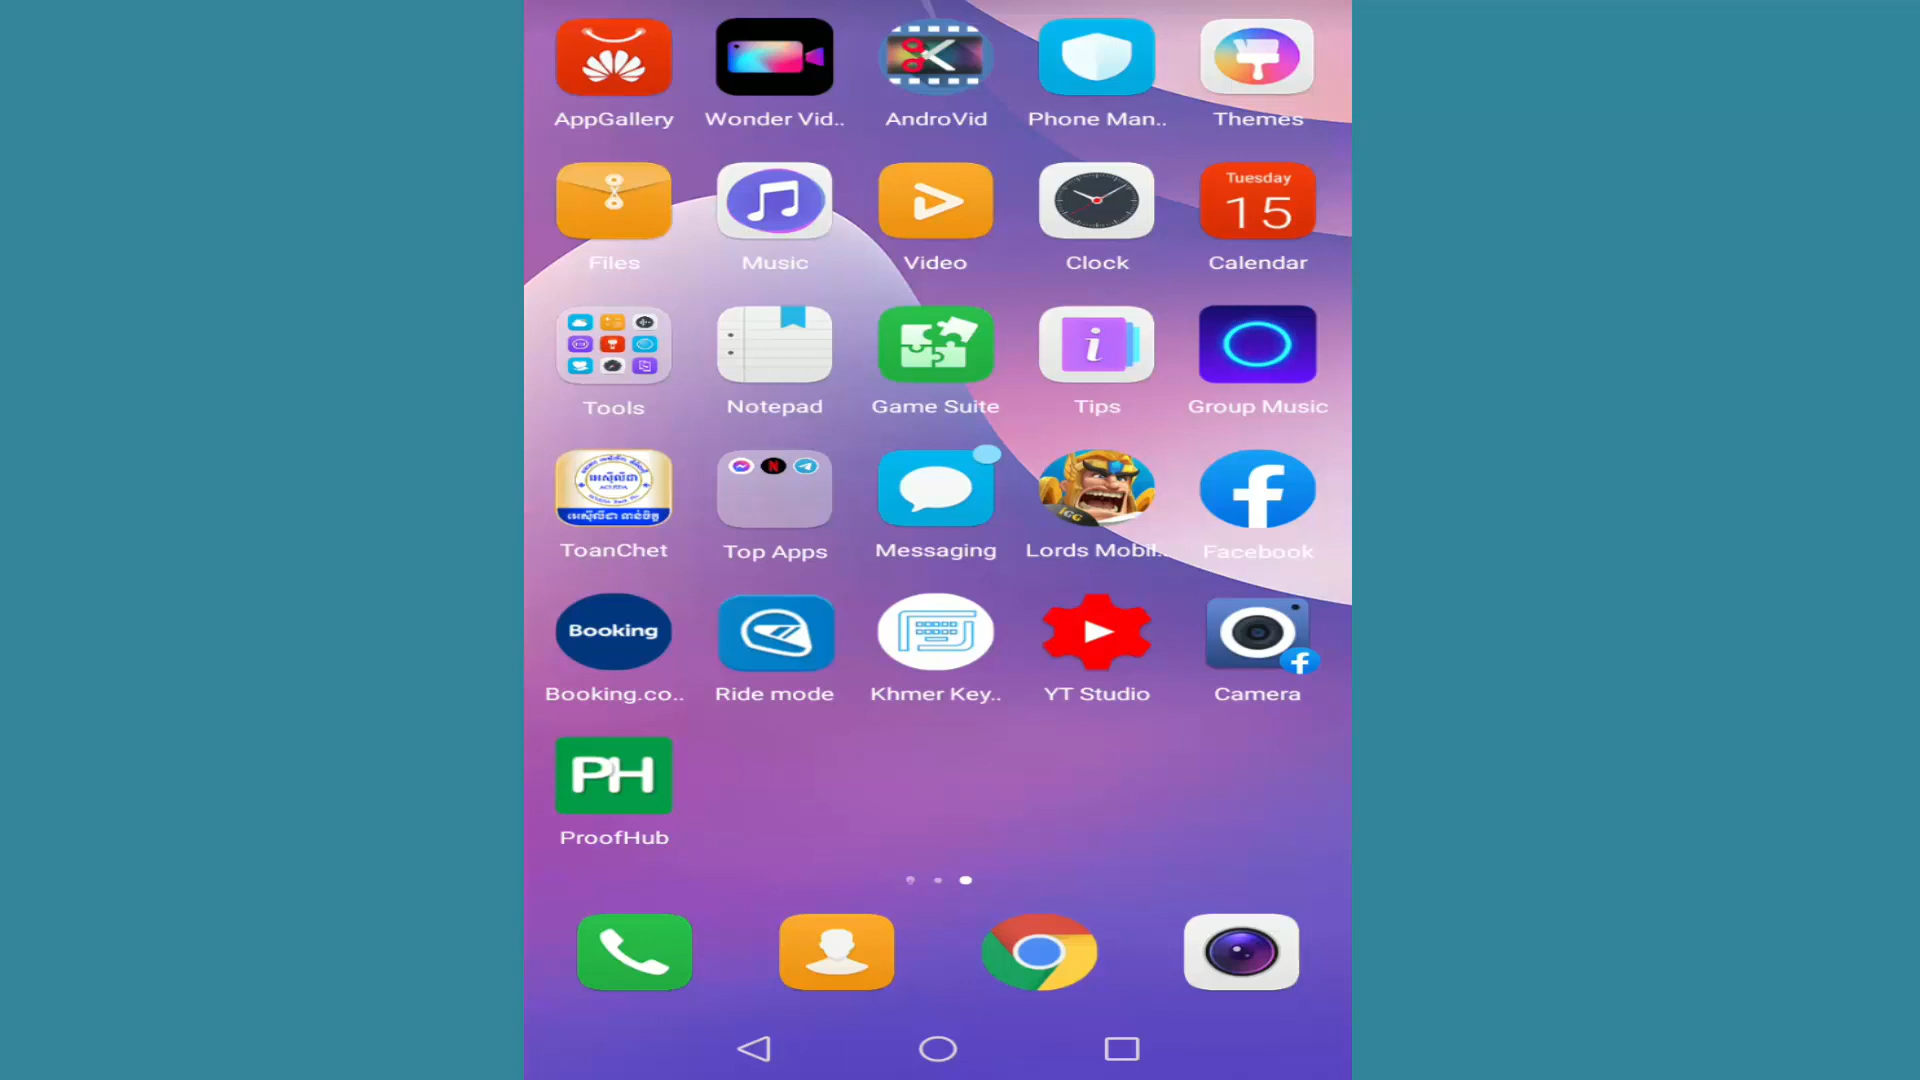 AppGallery
Wonder Vid..
AndroVid
Phone Man..
Themes
Tuesday
15
Files
Music
Video
Clock
Calendar
Tools
Notepad
Game Suite
Tips
Group Music
ACLEDA
ToanChet
Top Apps
Messaging
IGG
Lords Mobil..
Facebook
Booking
Booking.co..
Ride mode
Khmer Key..
YT Studio
Camera
PH
ProofHub